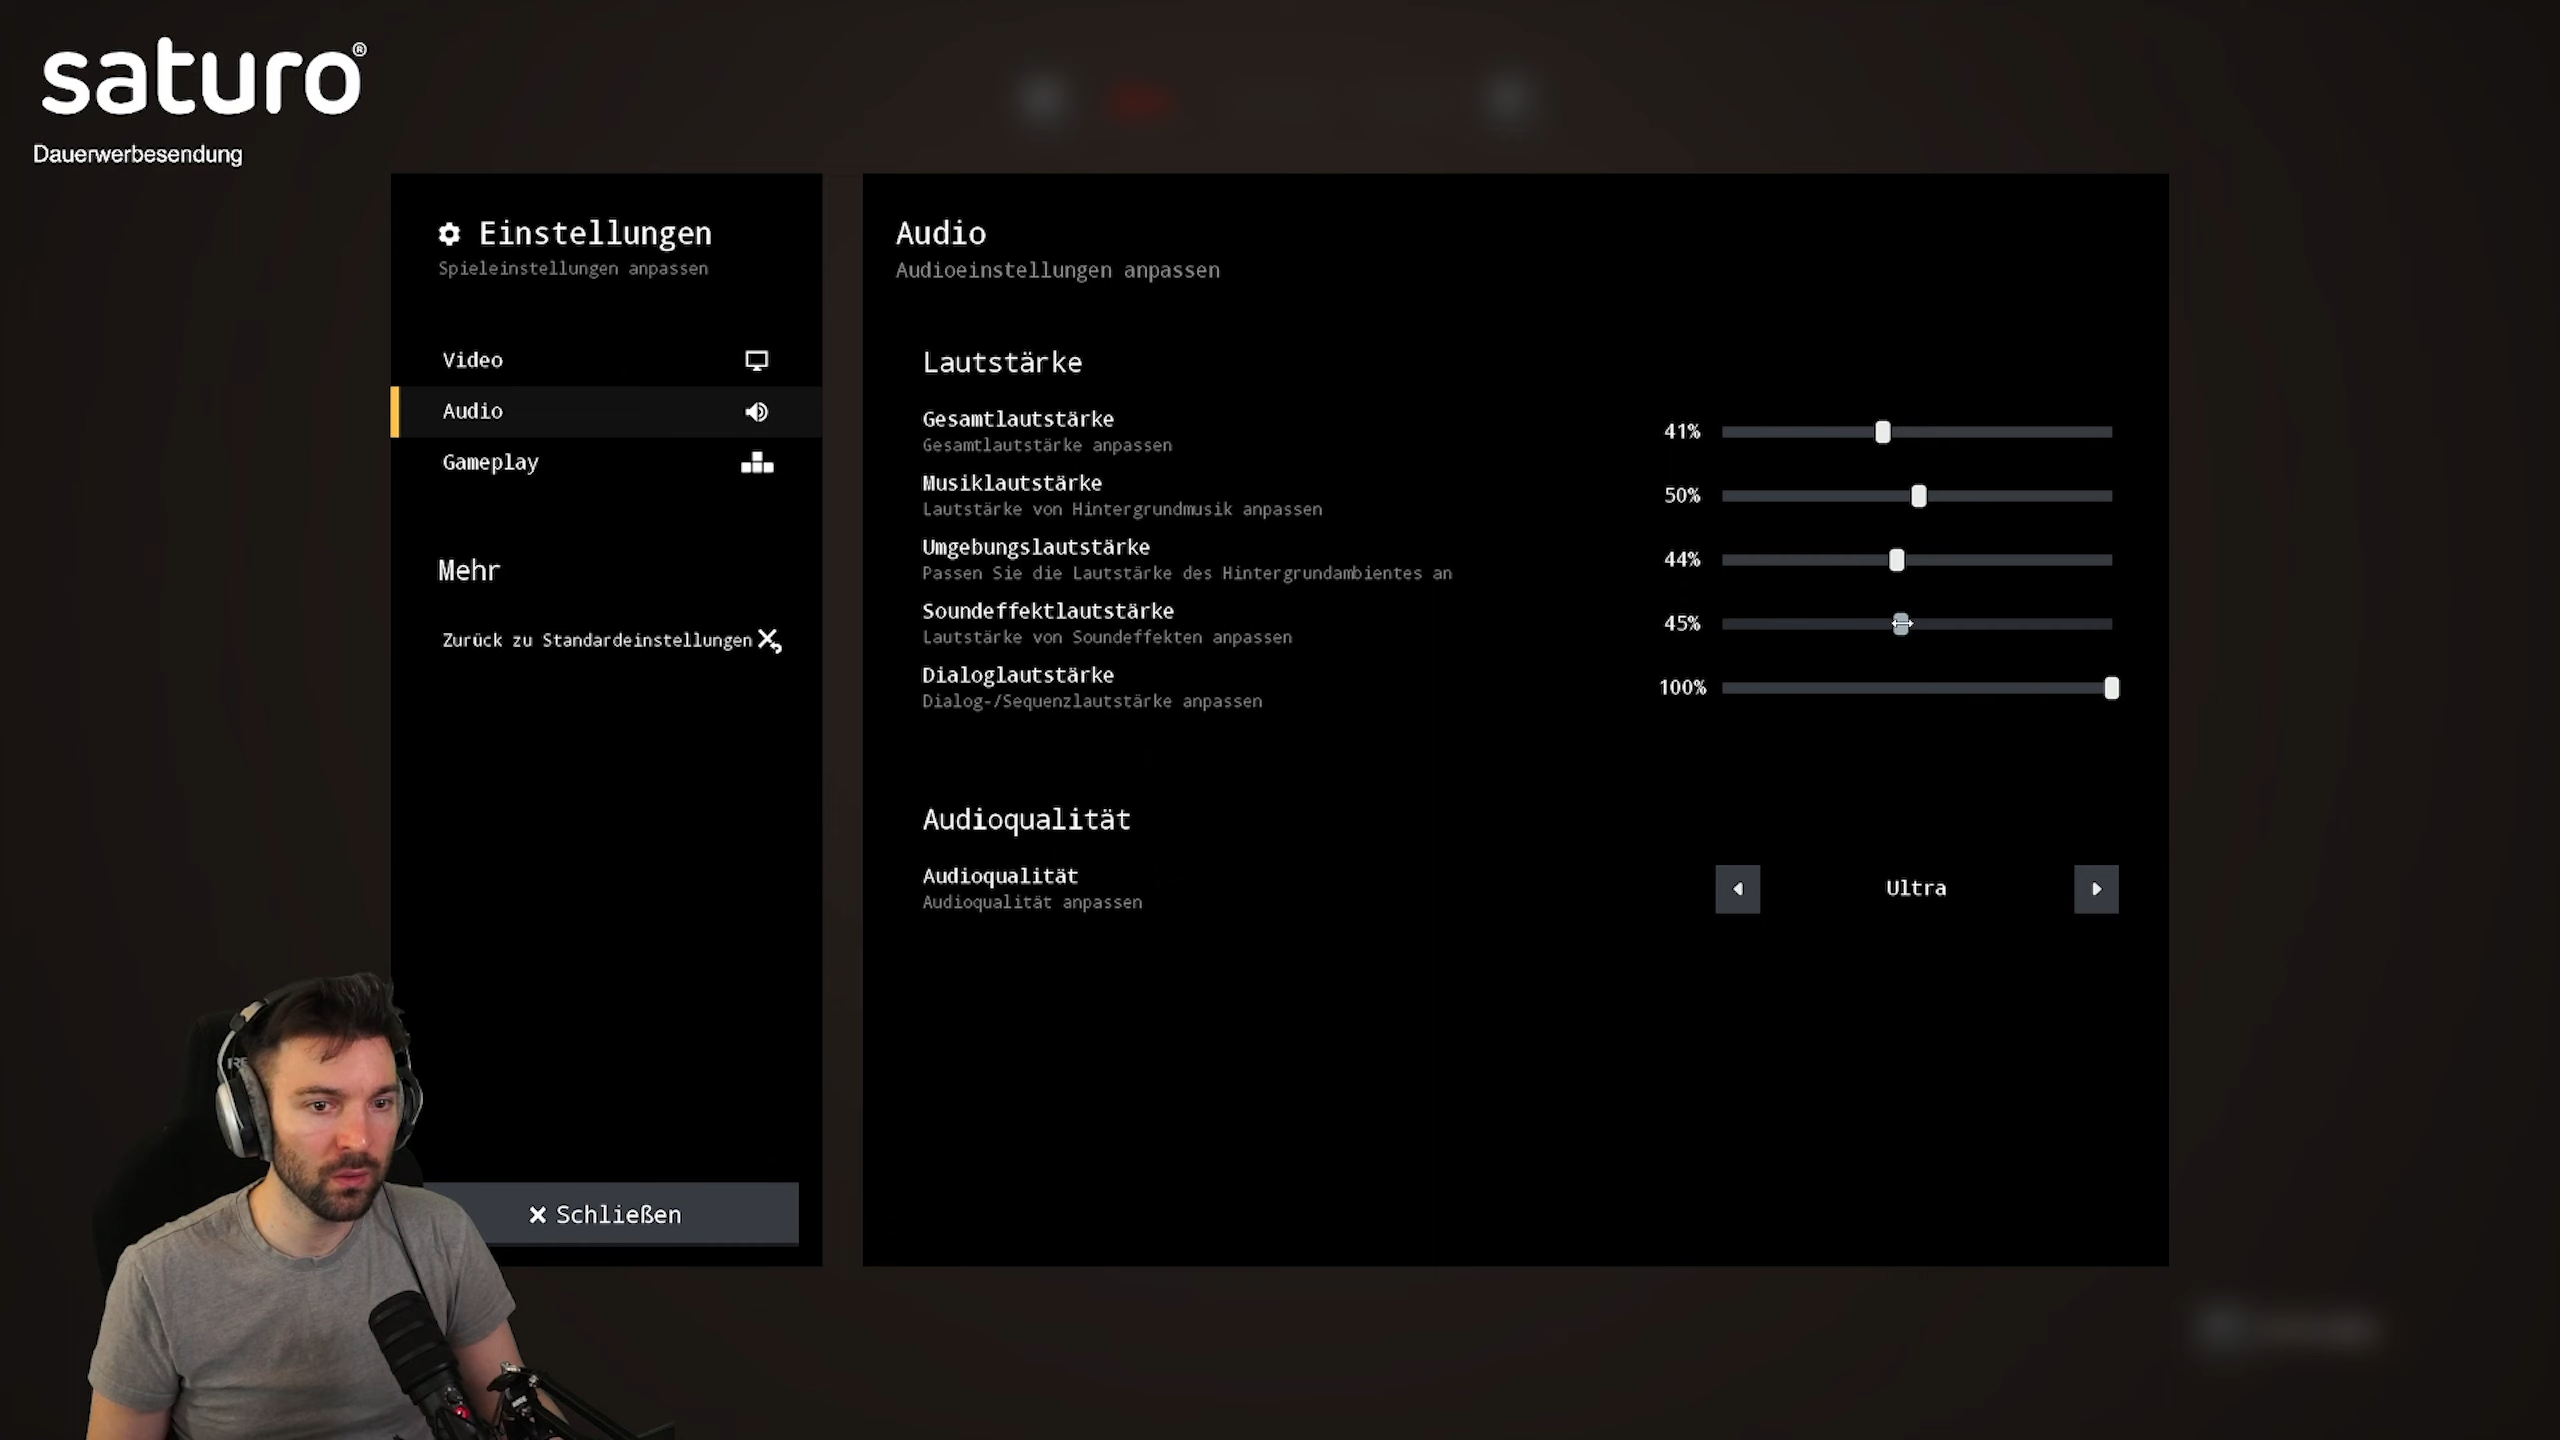 saturo®
Dauerwerbesendung
Einstellungen
Spieleinstellungen anpassen
Video
Audio
Gameplay
Mehr
Zurück zu Standardeinstellungen
Schließen
Audio
Audioeinstellungen anpassen
Lautstärke
Gesamtlautstärke
Gesamtlautstärke anpassen
41%
Musiklautstärke
Lautstärke von Hintergrundmusik anpassen
50%
Umgebungslautstärke
Passen Sie die Lautstärke des Hintergrundambientes an
44%
Soundeffektlautstärke
Lautstärke von Soundeffekten anpassen
45%
Dialoglautstärke
Dialog-/Sequenzlautstärke anpassen
100%
Audioqualität
Audioqualität
Audioqualität anpassen
Ultra